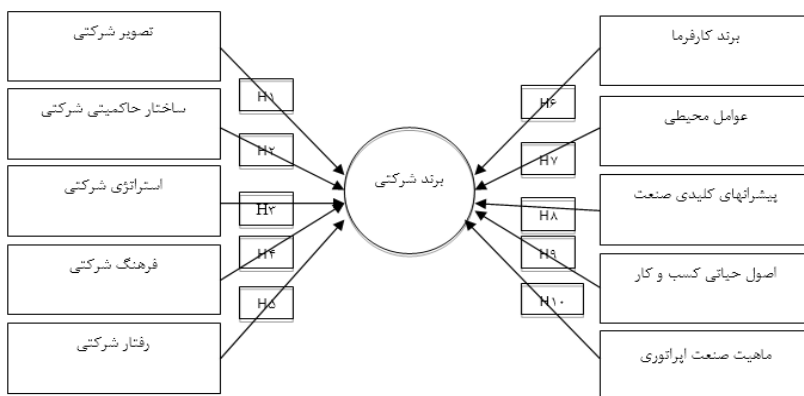 تصویر شرکتی
برند کارفرما
H۱
H۶
ساختار حاکمیتی شرکتی
عوامل محیطی
H۲
H۷
برند شرکتی
استراتژی شرکتی
پیشرانهای کلیدی صنعت
H۳
H۸
فرهنگ شرکتی
اصول حیاتی کسب و کار
H۴
H۹
H۵
H۱۰
رفتار شرکتی
ماهیت صنعت اپراتوری